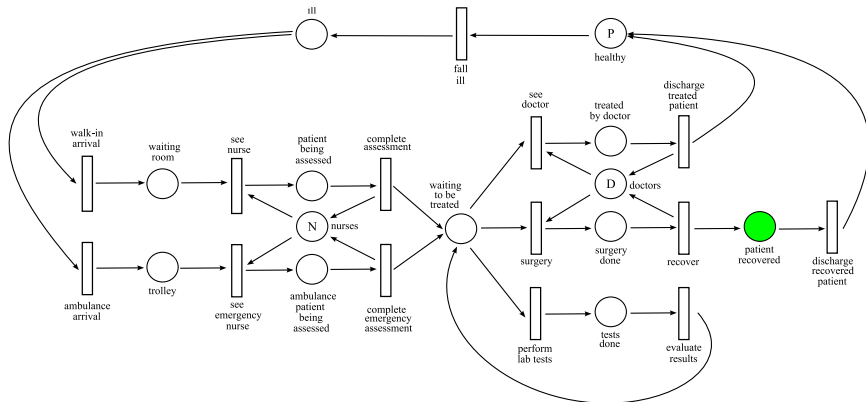 ill
P
healthy
fall
ill
see
doctor
treated
by doctor
discharge
treated
patient
walk-in
arrival
waiting
room
see
nurse
patient
being
assessed
complete
assessment
waiting
to be
treated
D
doctors
N
nurses
ambulance
arrival
trolley
see
emergency
nurse
ambulance
patient
being
assessed
complete
emergency
assessment
surgery
surgery
done
recover
patient
recovered
discharge
recovered
patient
perform
lab tests
tests
done
evaluate
results